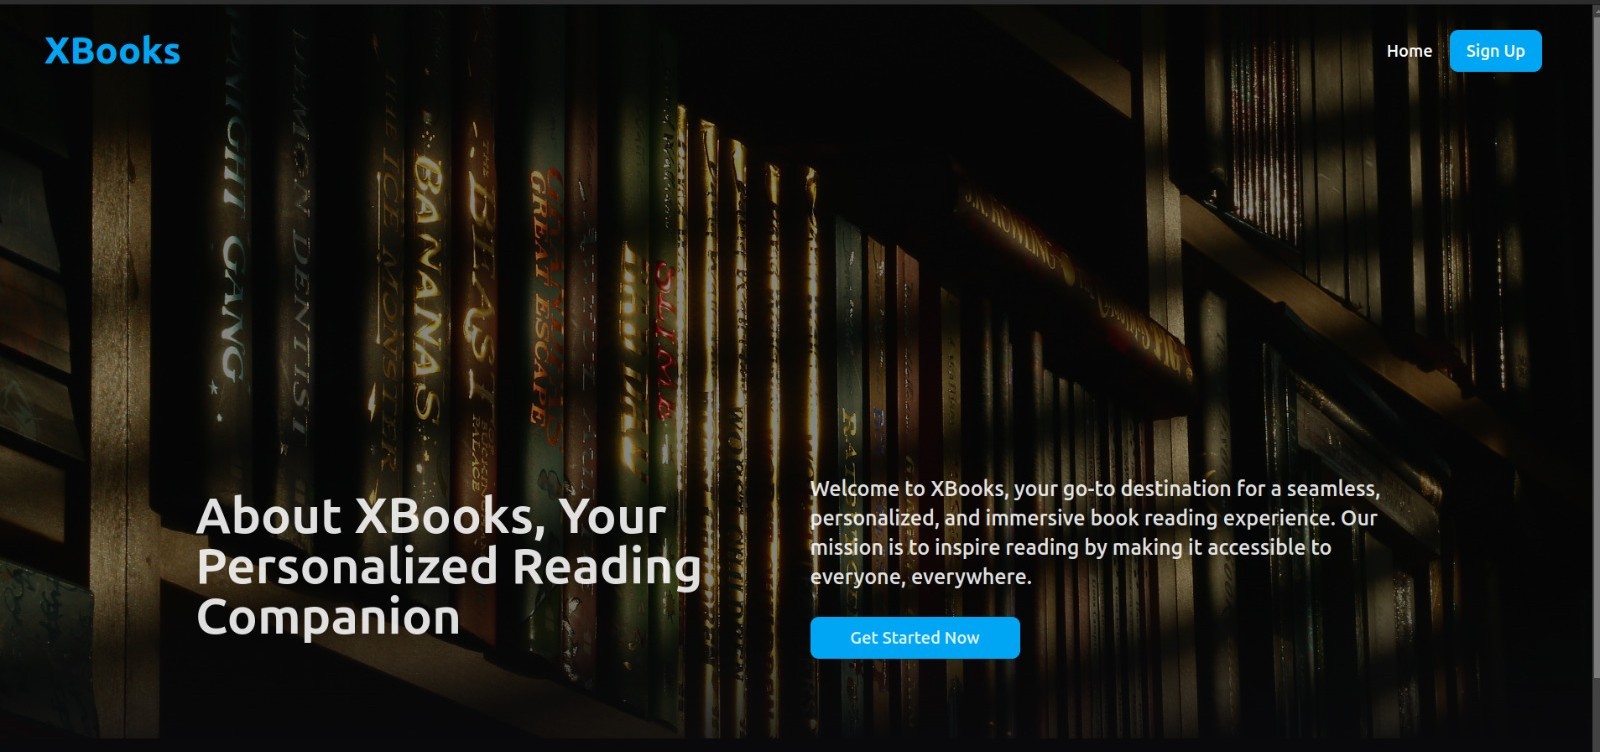 XBooks
Home
Sign Up
NIGHT GANG
DEMON DENTIST
THE ICE MONSTER
BANANAS
THE BEAST
GREAT ESCAPE
SLIME
J.K. ROWLING
About XBooks, Your
Personalized Reading
Companion
Welcome to XBooks, your go-to destination for a seamless,
personalized, and immersive book reading experience. Our
mission is to inspire reading by making it accessible to
everyone, everywhere.
Get Started Now